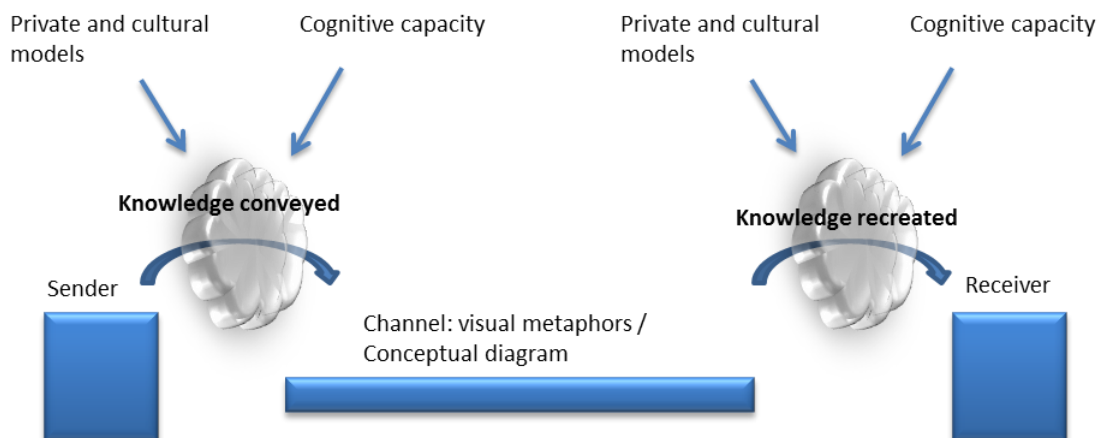 Private and cultural
models
Cognitive capacity
Private and cultural
models
Cognitive capacity
Knowledge conveyed
Knowledge recreated
Sender
Receiver
Channel: visual metaphors /
Conceptual diagram